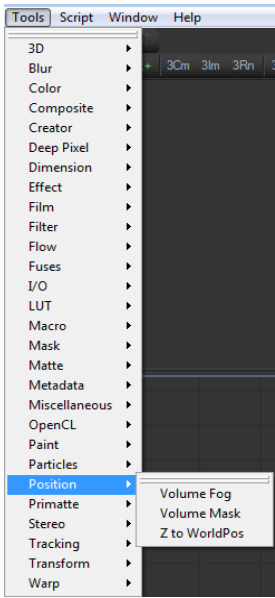 Tools Script Window Help
3Cm 3Im 3Rn
3D
Blur
Color
Composite
Creator
Deep Pixel
Dimension
Effect
Film
Filter
Flow
Fuses
I/O
LUT
Macro
Mask
Matte
Metadata
Miscellaneous
OpenCL
Paint
Particles
Position
Volume Fog
Volume Mask
Z to WorldPos
Primatte
Stereo
Tracking
Transform
Warp